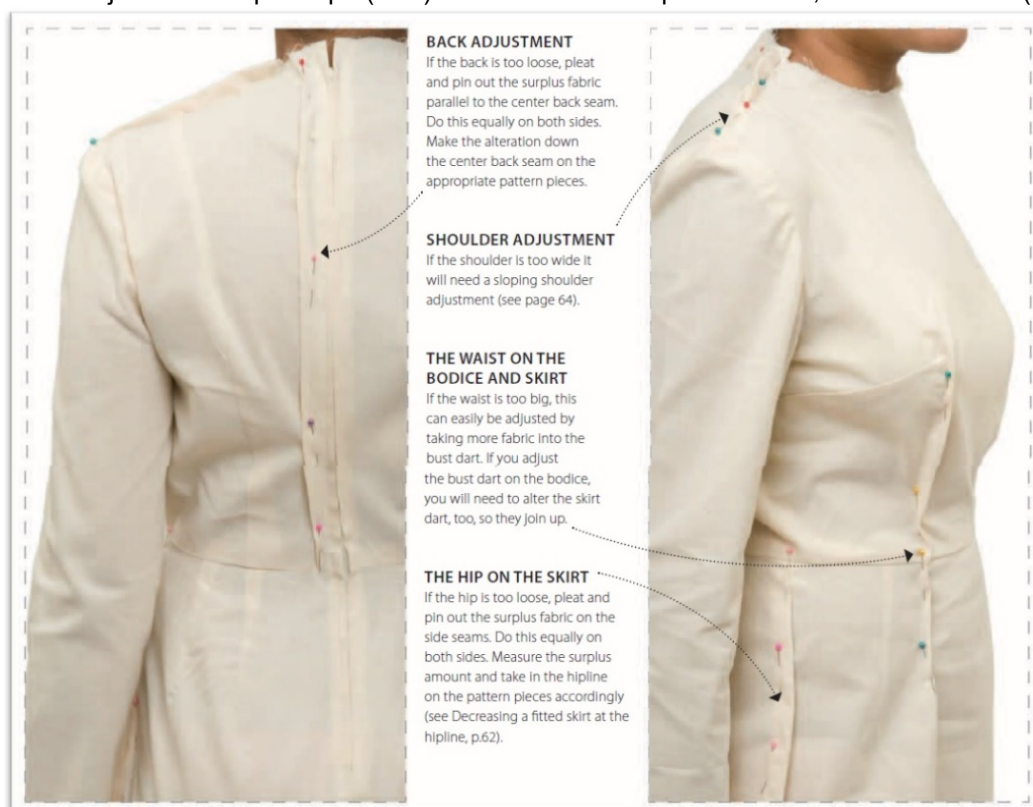 BACK ADJUSTMENT
If the back is too loose, pleat
and pin out the surplus fabric
parallel to the center back seam.
Do this equally on both sides.
Make the alteration down
the center back seam on the
appropriate pattern pieces.
SHOULDER ADJUSTMENT
If the shoulder is too wide it
will need a sloping shoulder
adjustment (see page 64).
THE WAIST ON THE
BODICE AND SKIRT
If the waist is too big, this
can easily be adjusted by
taking more fabric into the
bust dart. If you adjust
the bust dart on the bodice,
you will need to alter the skirt
dart, too, so they join up.
THE HIP ON THE SKIRT
If the hip is too loose, pleat and
pin out the surplus fabric on the
side seams. Do this equally on
both sides. Measure the surplus
amount and take in the hipline
on the pattern pieces accordingly
(see Decreasing a fitted skirt at the
hipline, p.62).